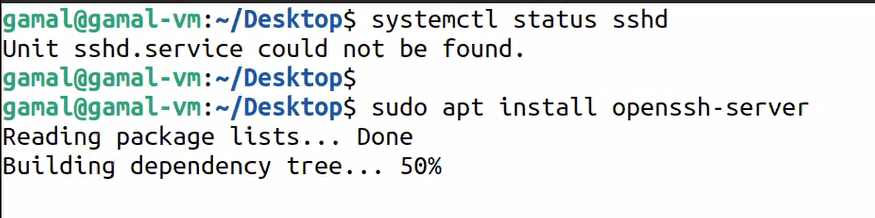 gamal@gamal-vm:~/Desktop$ systemctl status sshd
Unit sshd.service could not be found.
gamal@gamal-vm:~/Desktop$
gamal@gamal-vm:~/Desktop$ sudo apt install openssh-server
Reading package lists... Done
Building dependency tree... 50%